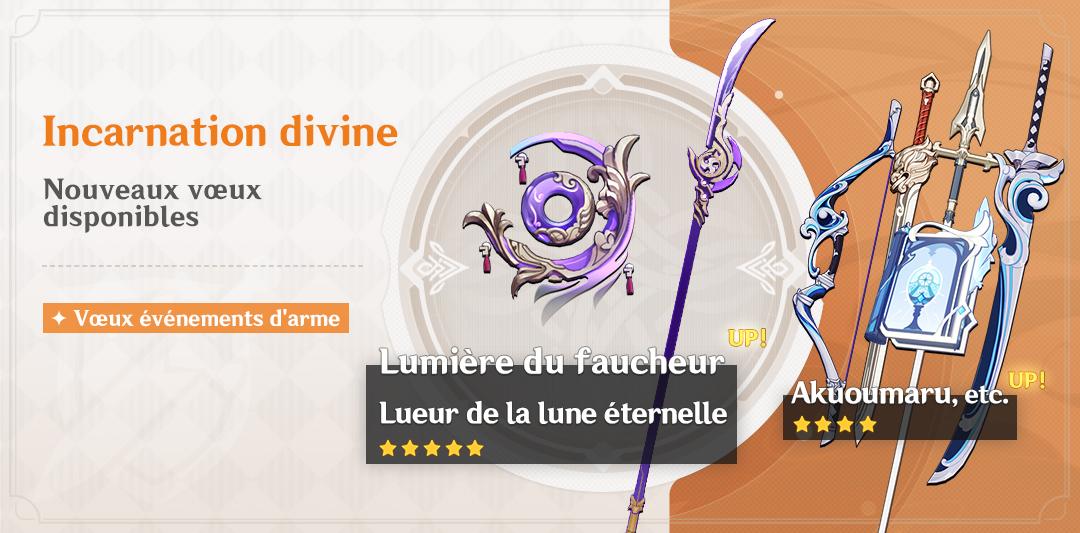 Incarnation divine
Nouveaux vœux
disponibles
✦ Vœux événements d'arme
UP!
Lumière du faucheur
Lueur de la lune éternelle
★★★★★
UP!
Akuoumaru, etc.
★★★★